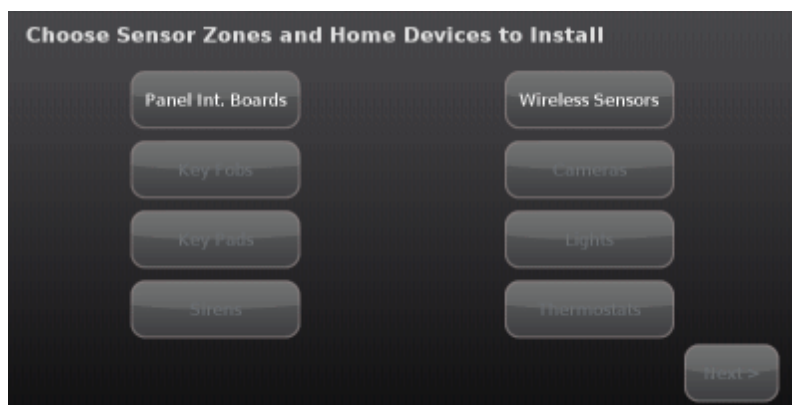 Choose Sensor Zones and Home Devices to Install
Panel Int. Boards
Wireless Sensors
Key Fobs
Cameras
Key Pads
Lights
Sirens
Thermostats
Next >